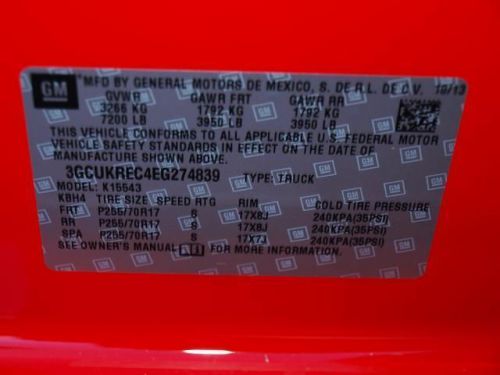 GM MFD BY GENERAL MOTORS DE MEXICO, S. DE R.L. DE C.V. 10/13
GVWR GAWR FRT GAWR RR
3266 KG 1792 KG 1792 KG
7200 LB 3950 LB 3950 LB
THIS VEHICLE CONFORMS TO ALL APPLICABLE U.S. FEDERAL MOTOR
VEHICLE SAFETY STANDARDS IN EFFECT ON THE DATE OF
MANUFACTURE SHOWN ABOVE.
3GCUKREC4EG274839 TYPE: TRUCK
MODEL: K15543
KBH4 TIRE SIZE SPEED RTG RIM COLD TIRE PRESSURE
FRT P255/70R17 S 17X8J 240KPA(35PSI)
RR P255/70R17 S 17X8J 240KPA(35PSI)
SPA P255/70R17 S 17X7J 240KPA(35PSI)
SEE OWNER'S MANUAL FOR MORE INFORMATION.